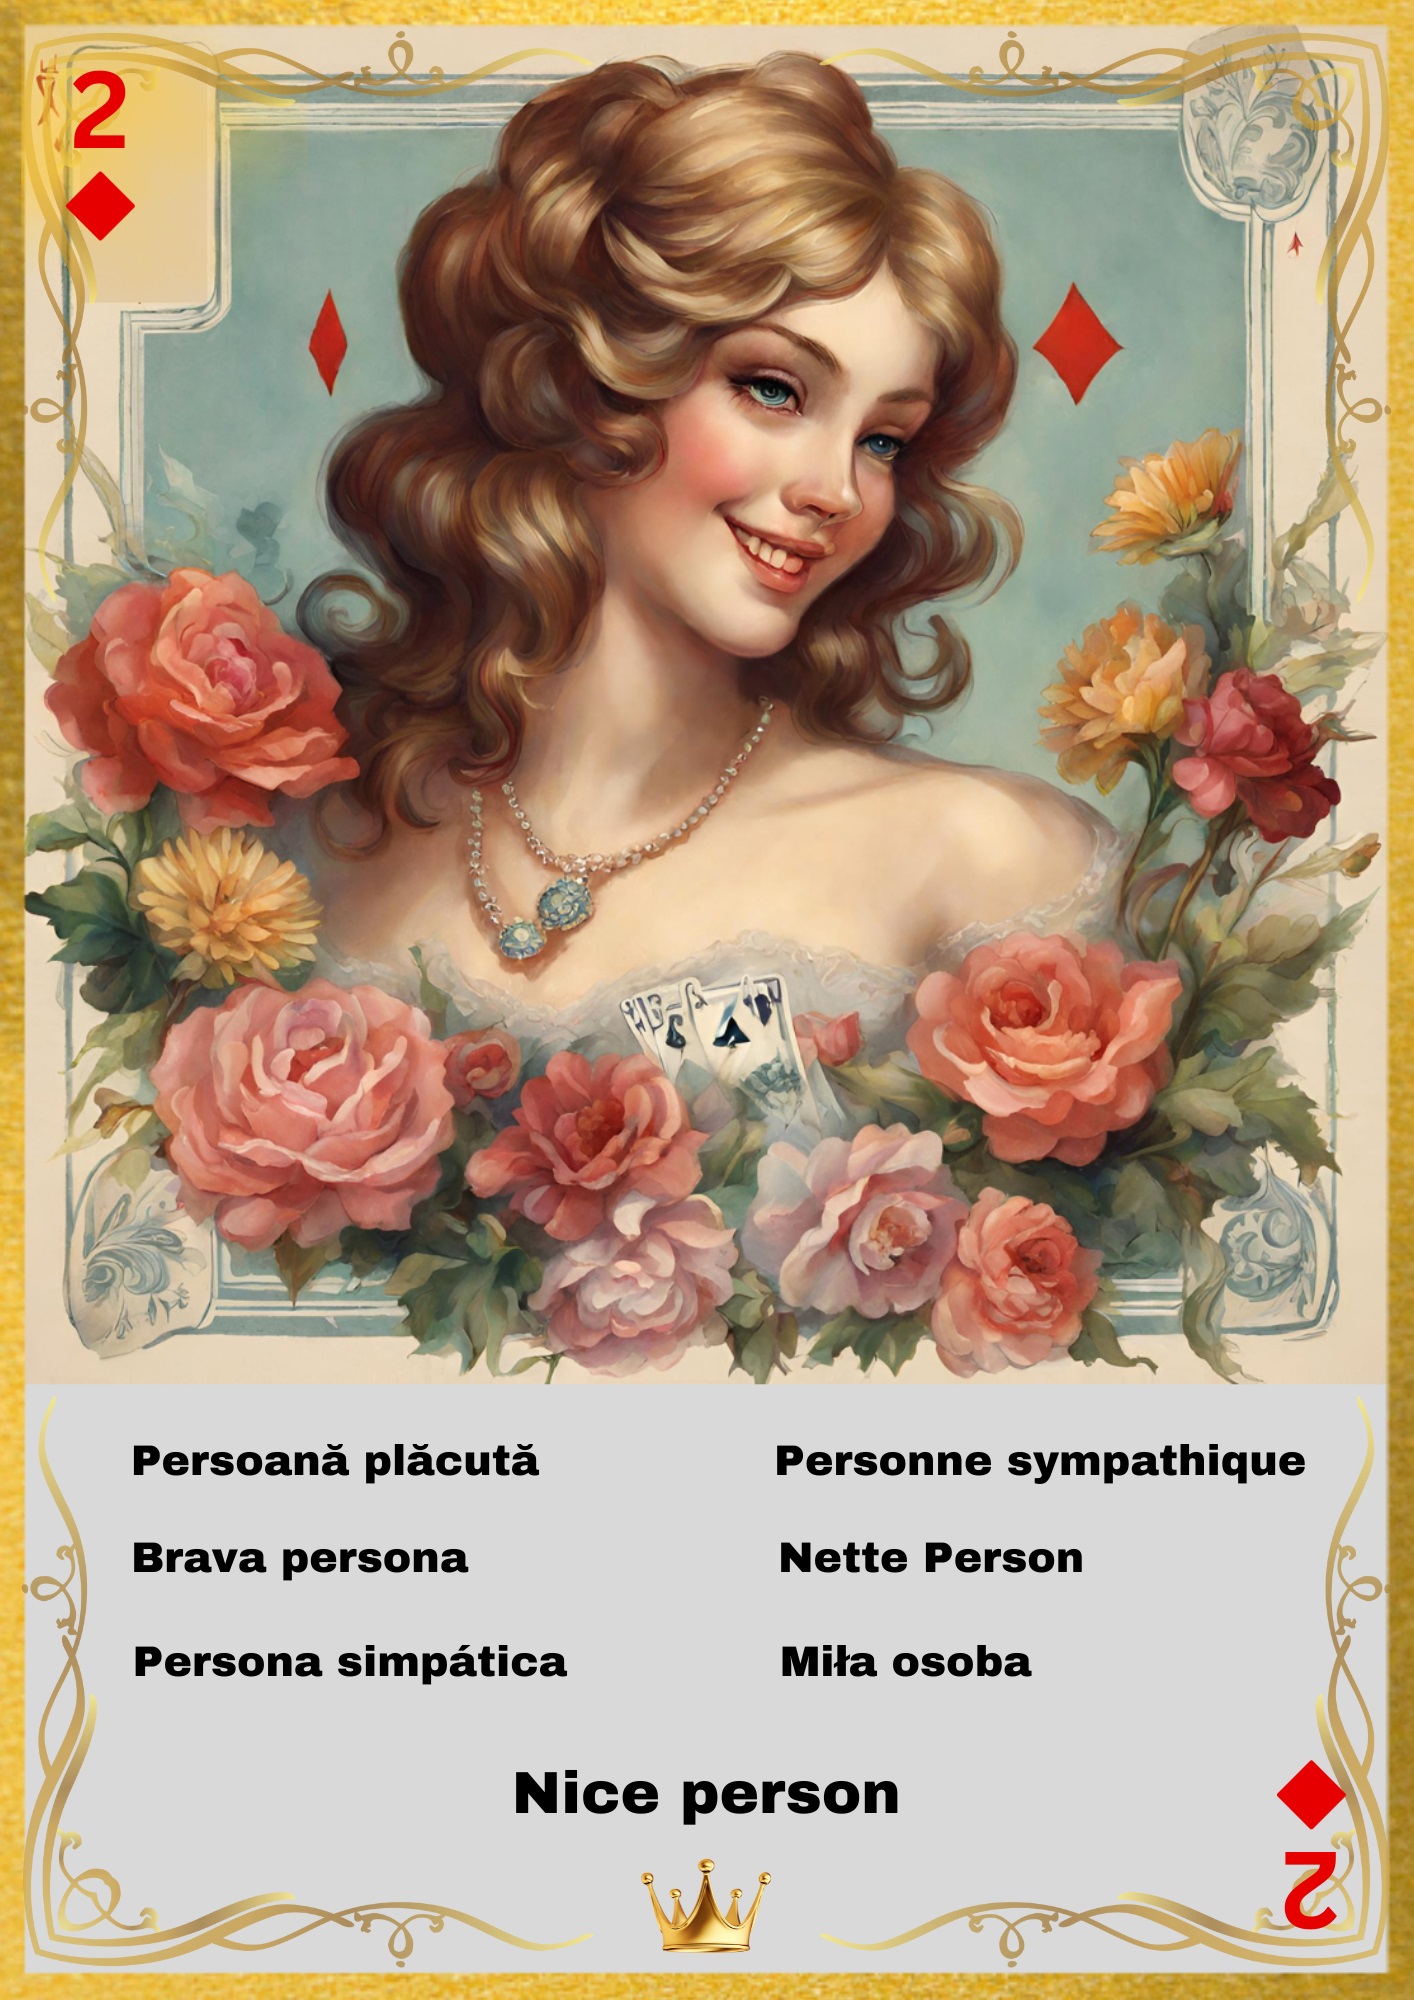 2
Persoană plăcută
Personne sympathique
Brava persona
Nette Person
Persona simpática
Miła osoba
Nice person
2